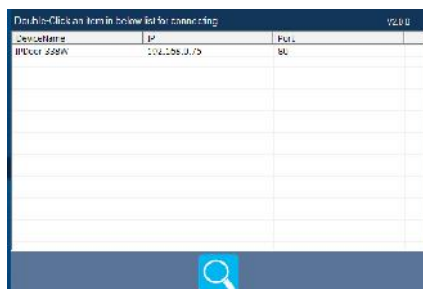 Double-Click an item in below list for connecting V2.0.0
DeviceName IP Port
IPDoor 338W 192.168.0.75 80